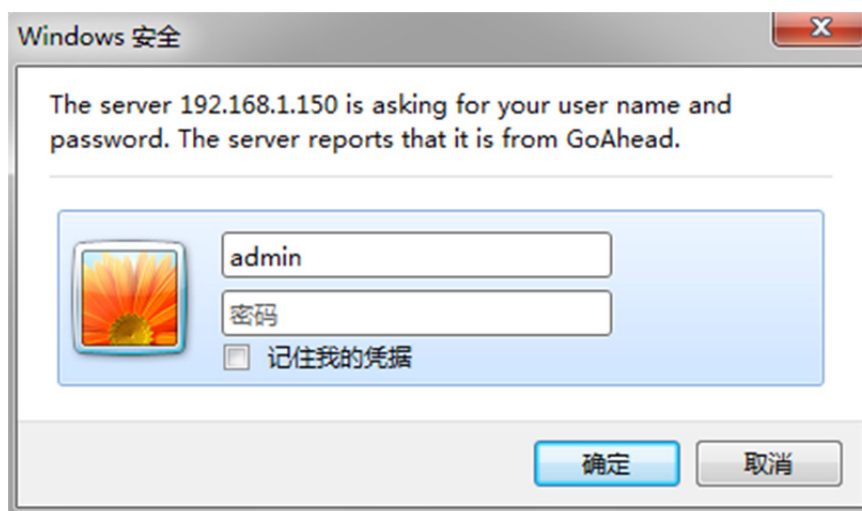 Windows 安全
The server 192.168.1.150 is asking for your user name and
password. The server reports that it is from GoAhead.
admin
密码
记住我的凭据
确定
取消